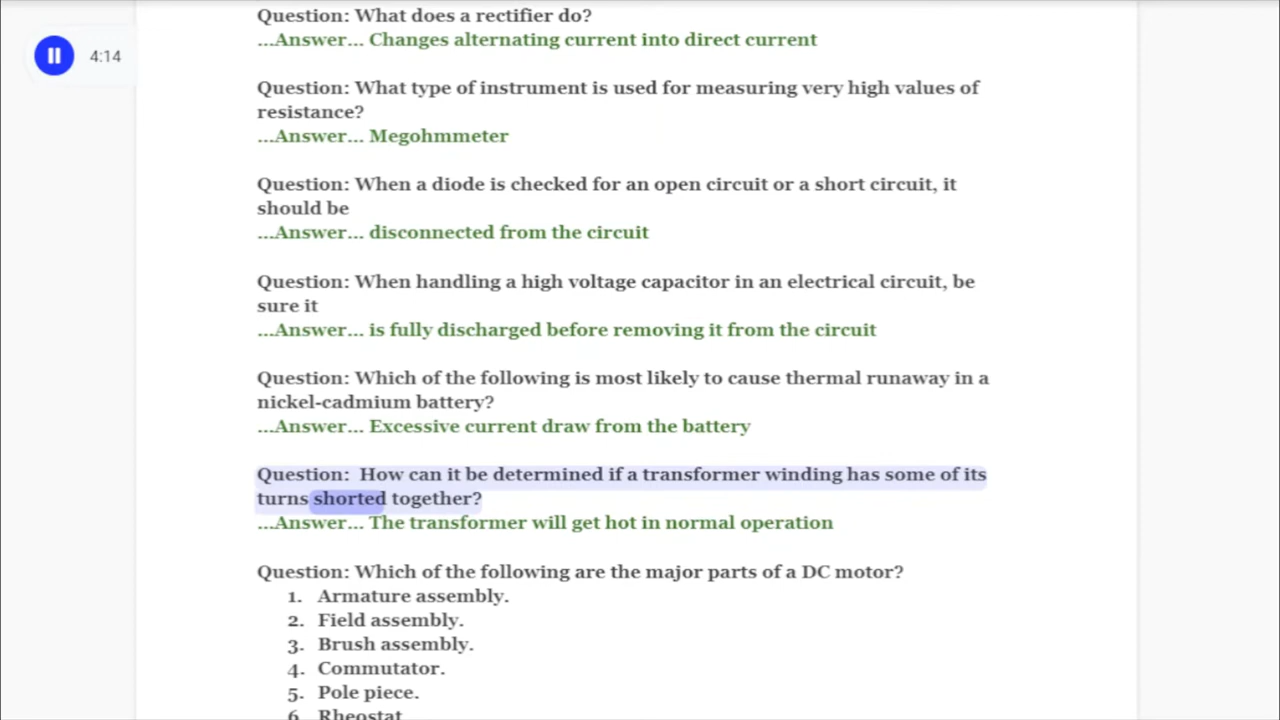 Question: What does a rectifier do?
...Answer... Changes alternating current into direct current
4:14
Question: What type of instrument is used for measuring very high values of
resistance?
...Answer... Megohmmeter
Question: When a diode is checked for an open circuit or a short circuit, it
should be
...Answer... disconnected from the circuit
Question: When handling a high voltage capacitor in an electrical circuit, be
sure it
...Answer... is fully discharged before removing it from the circuit
Question: Which of the following is most likely to cause thermal runaway in a
nickel-cadmium battery?
...Answer... Excessive current draw from the battery
Question:  How can it be determined if a transformer winding has some of its
turns shorted together?
...Answer... The transformer will get hot in normal operation
Question: Which of the following are the major parts of a DC motor?
1. Armature assembly.
2. Field assembly.
3. Brush assembly.
4. Commutator.
5. Pole piece.
6. Rheostat